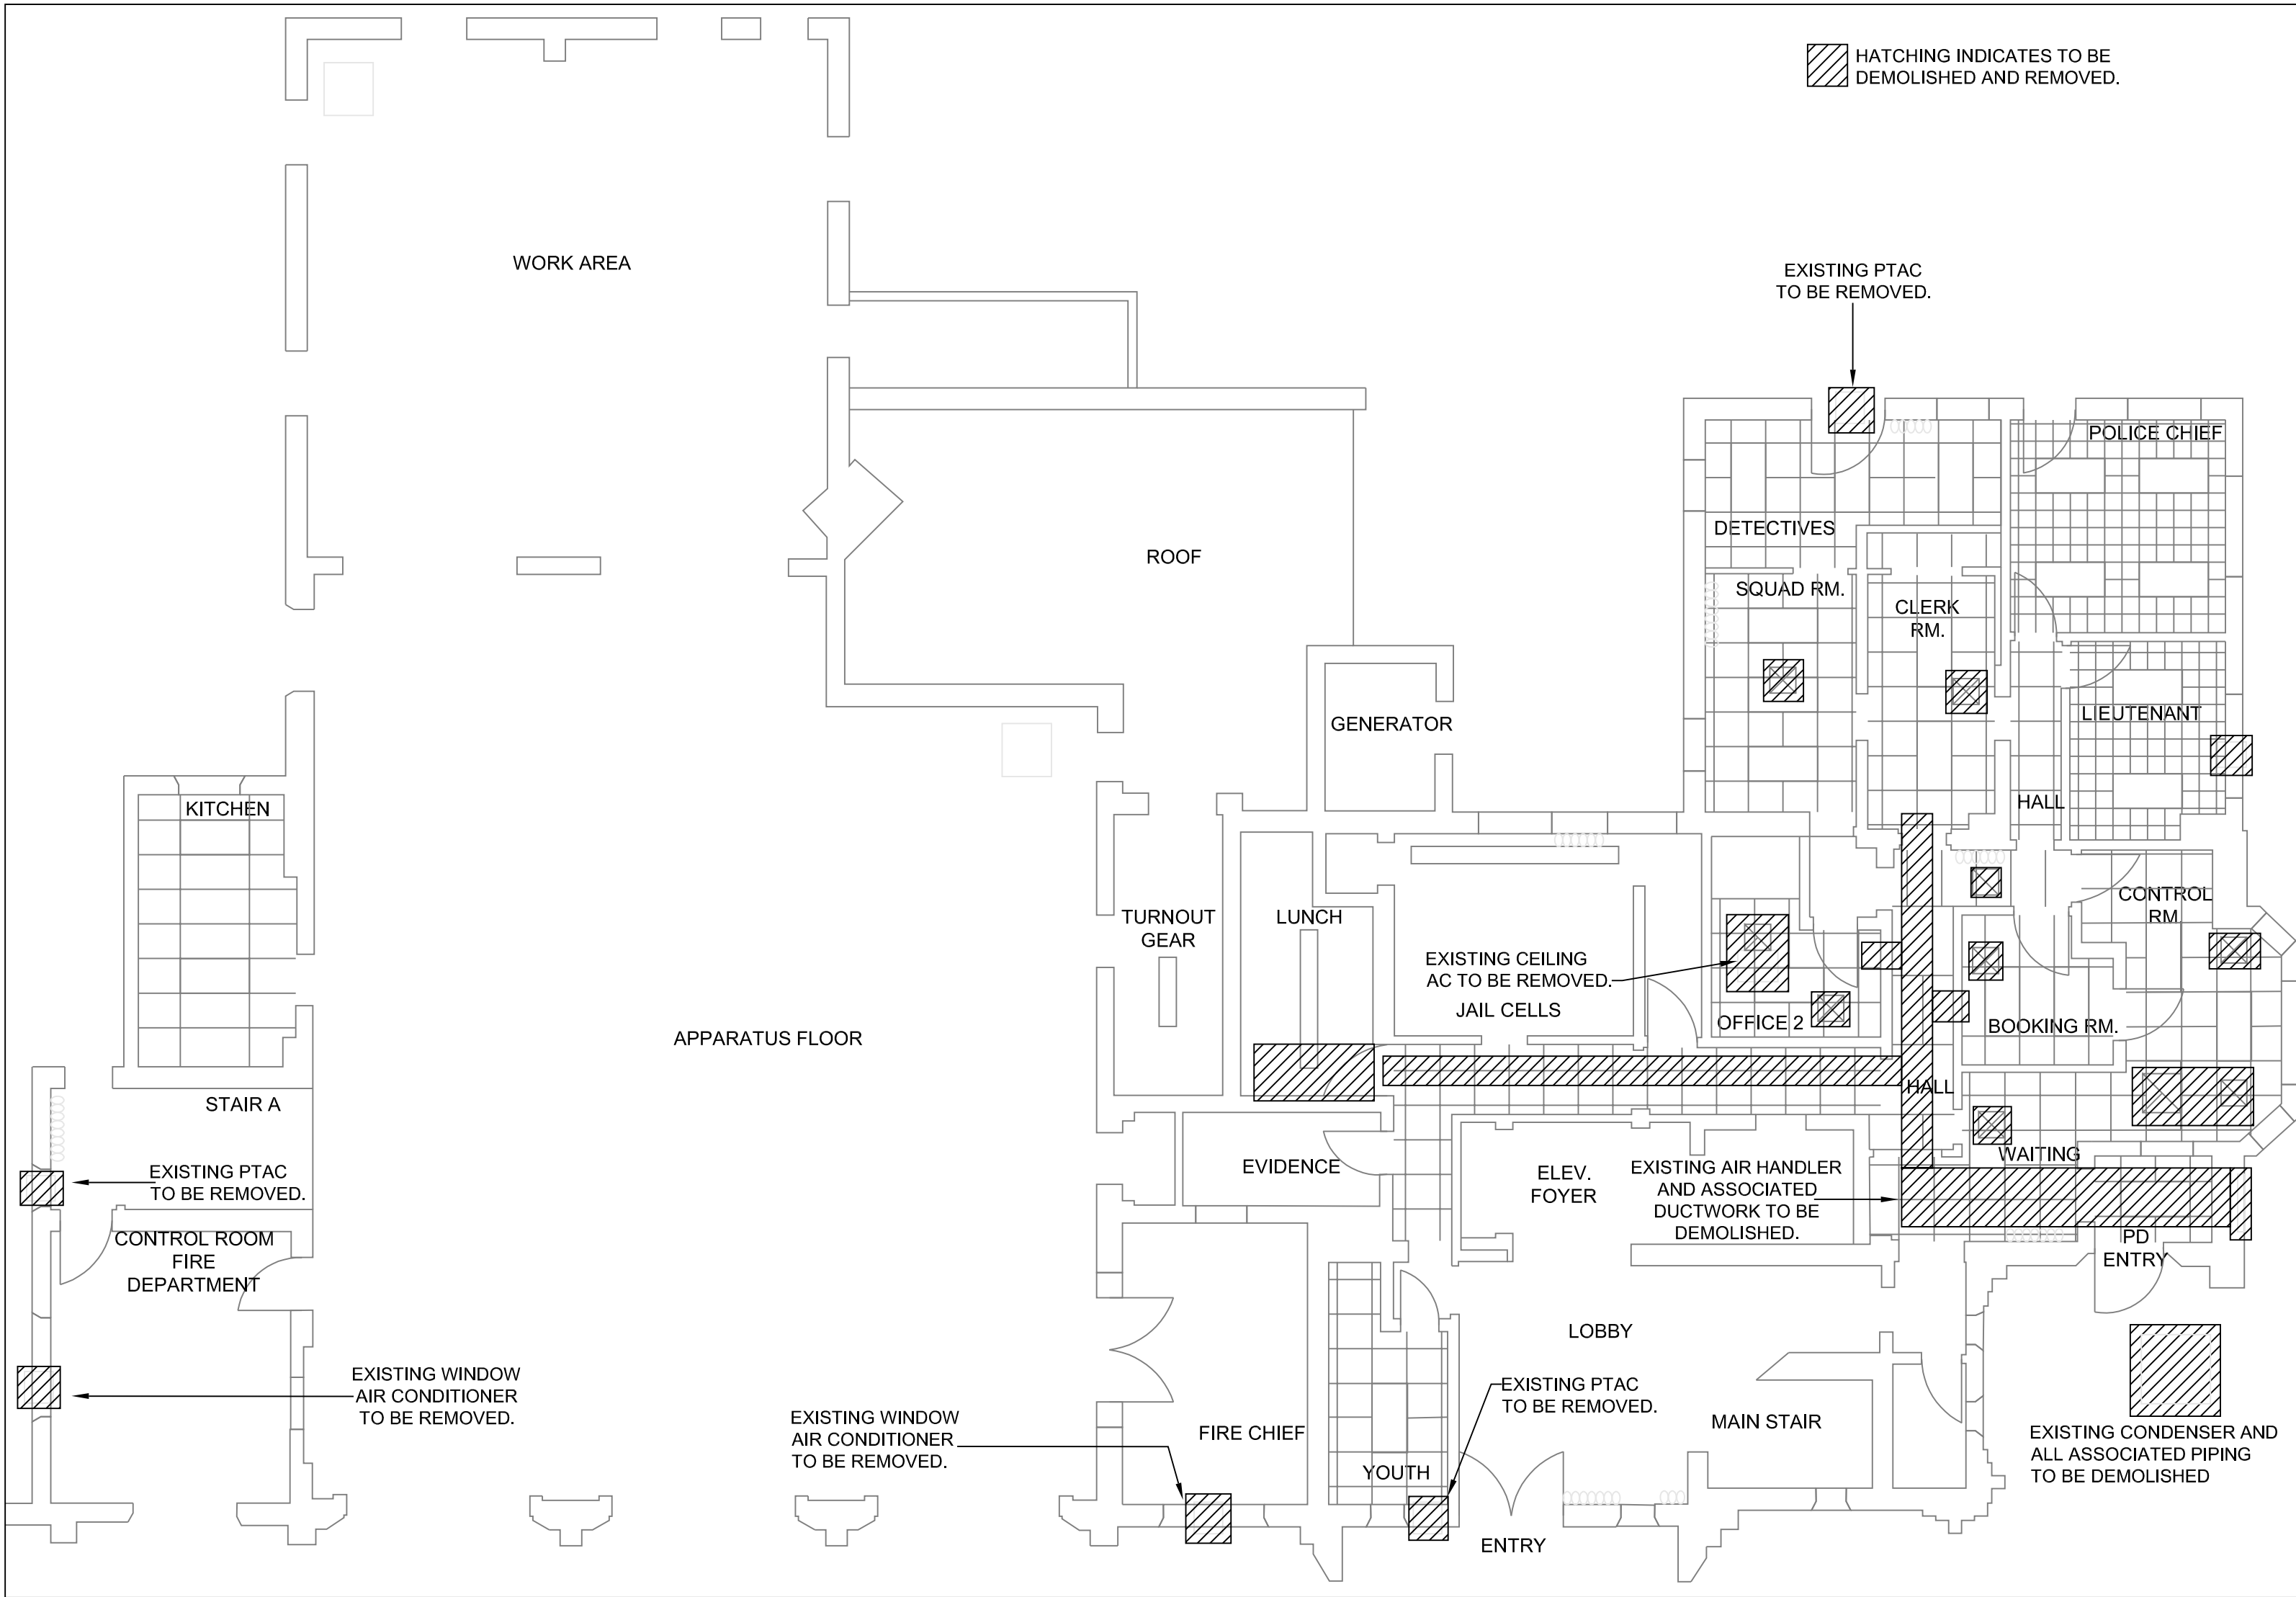 HATCHING INDICATES TO BE
DEMOLISHED AND REMOVED.
WORK AREA
EXISTING PTAC
TO BE REMOVED.
POLICE CHIEF
DETECTIVES
ROOF
SQUAD RM.
CLERK
RM.
GENERATOR
LIEUTENANT
KITCHEN
HALL
TURNOUT
GEAR
LUNCH
CONTROL
RM.
EXISTING CEILING
AC TO BE REMOVED.
JAIL CELLS
OFFICE 2
BOOKING RM.
APPARATUS FLOOR
HALL
STAIR A
WAITING
EXISTING PTAC
TO BE REMOVED.
EVIDENCE
ELEV.
FOYER
EXISTING AIR HANDLER
AND ASSOCIATED
DUCTWORK TO BE
DEMOLISHED.
CONTROL ROOM
FIRE
DEPARTMENT
PD
ENTRY
LOBBY
EXISTING WINDOW
AIR CONDITIONER
TO BE REMOVED.
EXISTING WINDOW
AIR CONDITIONER
TO BE REMOVED.
FIRE CHIEF
EXISTING PTAC
TO BE REMOVED.
YOUTH
MAIN STAIR
EXISTING CONDENSER AND
ALL ASSOCIATED PIPING
TO BE DEMOLISHED
ENTRY